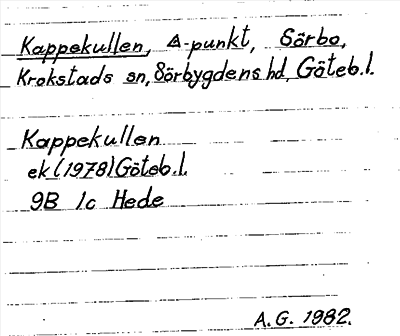 Kappekullen, △-punkt, Sörbo,
Krokstads sn, Sörbygdens hd, Göteb.l.
Kappekullen
ek (1978) Göteb.l.
9B 1c Hede
A.G. 1982.